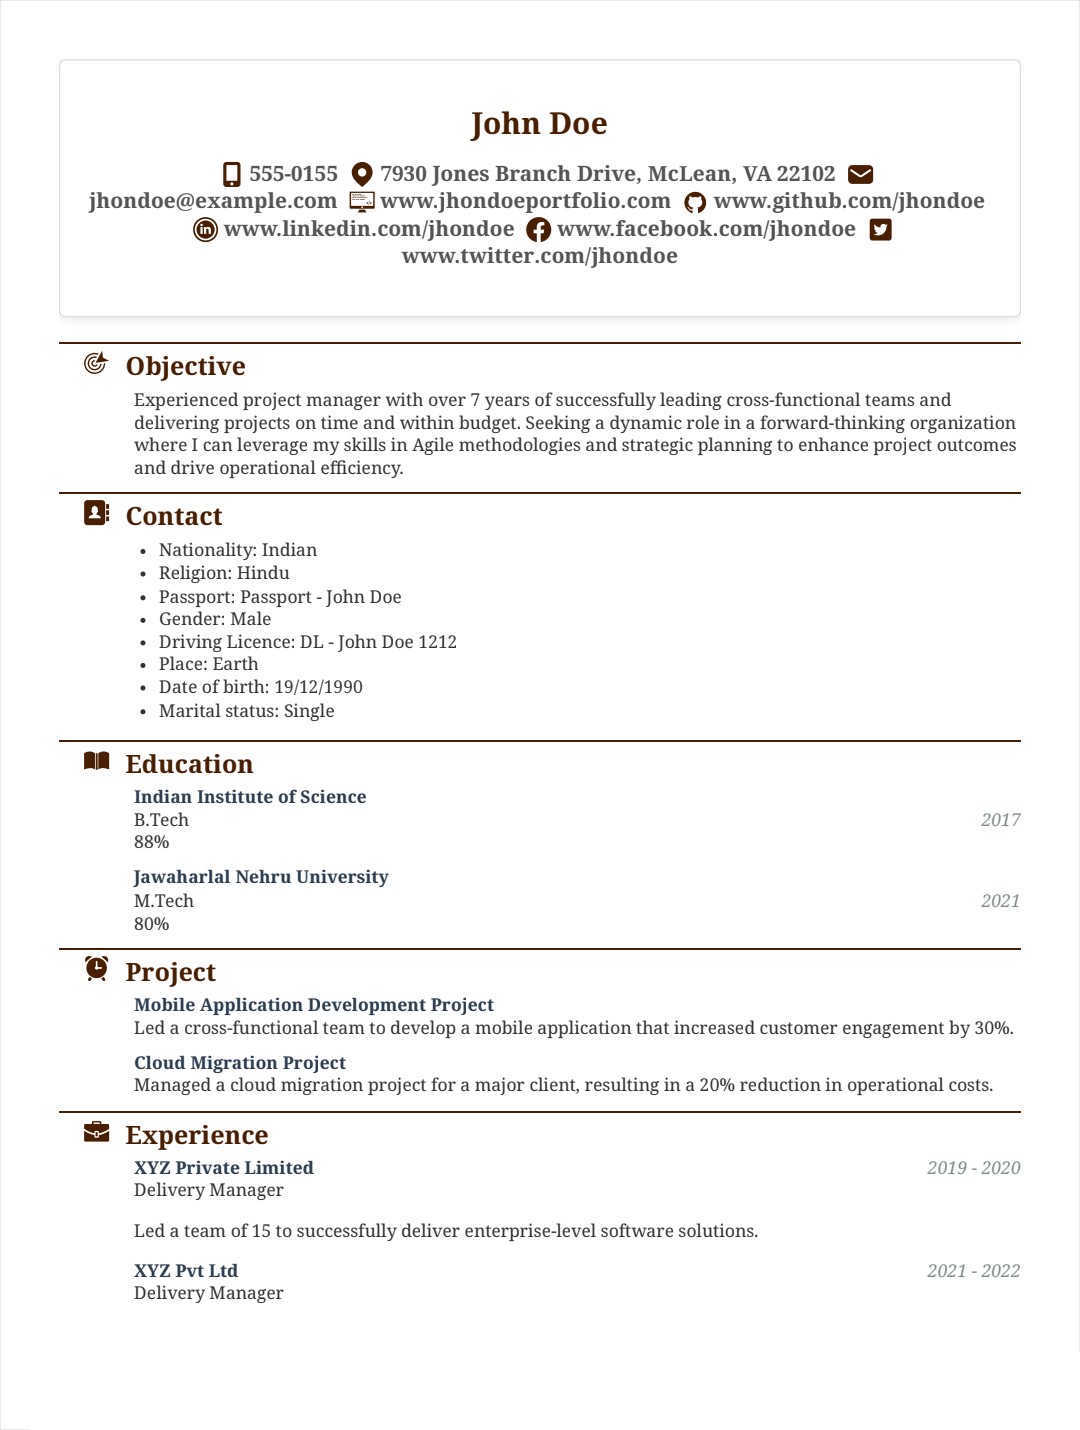 John Doe
555-0155 7930 Jones Branch Drive, McLean, VA 22102
jhondoe@example.com www.jhondoeportfolio.com www.github.com/jhondoe
www.linkedin.com/jhondoe www.facebook.com/jhondoe
www.twitter.com/jhondoe
Objective
Experienced project manager with over 7 years of successfully leading cross-functional teams and
delivering projects on time and within budget. Seeking a dynamic role in a forward-thinking organization
where I can leverage my skills in Agile methodologies and strategic planning to enhance project outcomes
and drive operational efficiency.
Contact
• Nationality: Indian
• Religion: Hindu
• Passport: Passport - John Doe
• Gender: Male
• Driving Licence: DL - John Doe 1212
• Place: Earth
• Date of birth: 19/12/1990
• Marital status: Single
Education
Indian Institute of Science
B.Tech 2017
88%
Jawaharlal Nehru University
M.Tech 2021
80%
Project
Mobile Application Development Project
Led a cross-functional team to develop a mobile application that increased customer engagement by 30%.
Cloud Migration Project
Managed a cloud migration project for a major client, resulting in a 20% reduction in operational costs.
Experience
XYZ Private Limited 2019 - 2020
Delivery Manager
Led a team of 15 to successfully deliver enterprise-level software solutions.
XYZ Pvt Ltd 2021 - 2022
Delivery Manager